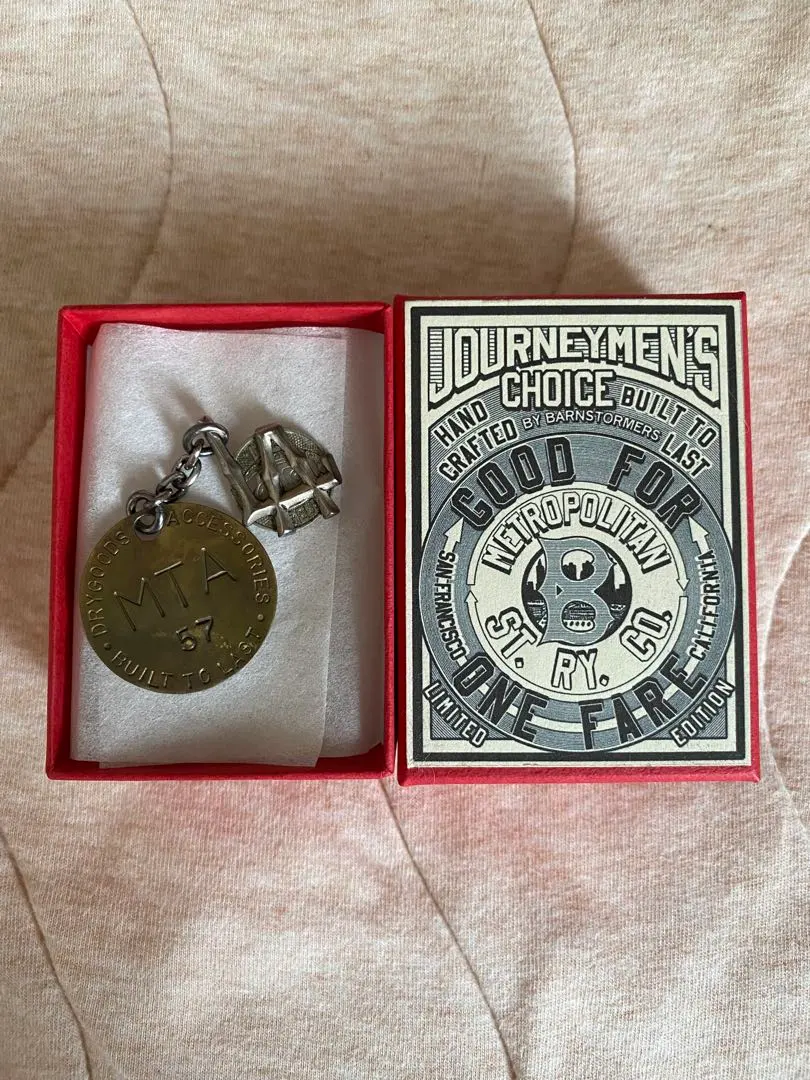 DRYGOODS ACCESSORIES
MTA
57
· BUILT TO LAST ·
14
JOURNEYMEN'S
CHOICE
HAND
CRAFTED
BY BARNSTORMERS
BUILT TO
LAST
GOOD FOR
METROPOLITAN
SAN FRANCISCO
B
CALIFORNIA
ST. RY. CO.
ONE FARE
LIMITED
EDITION